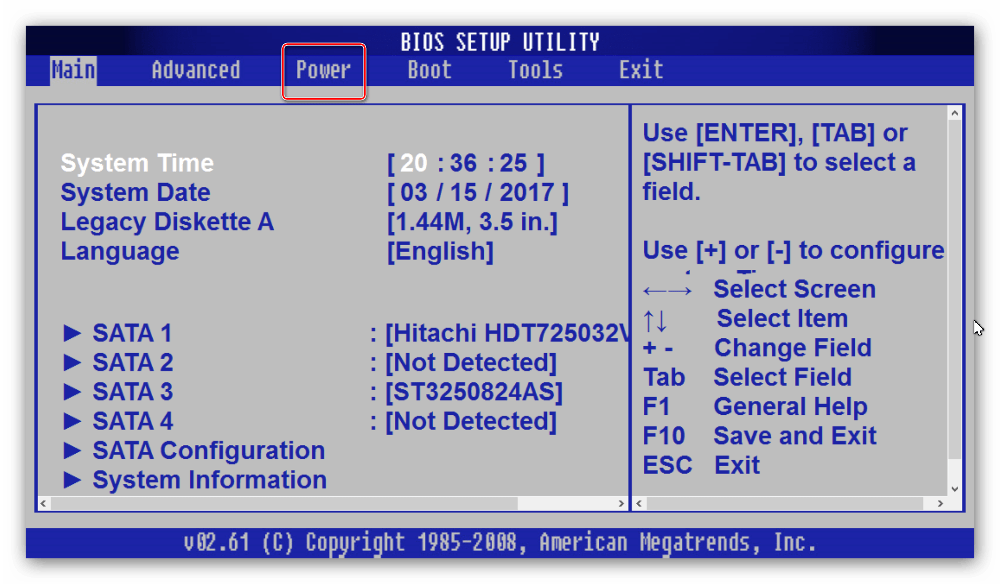 BIOS SETUP UTILITY
Main Advanced Power Boot Tools Exit
System Time [ 20 : 36 : 25 ]
System Date [ 03 / 15 / 2017 ]
Legacy Diskette A [1.44M, 3.5 in.]
Language [English]
► SATA 1 : [Hitachi HDT725032V
► SATA 2 : [Not Detected]
► SATA 3 : [ST3250824AS]
► SATA 4 : [Not Detected]
► SATA Configuration
► System Information
Use [ENTER], [TAB] or
[SHIFT-TAB] to select a
field.
Use [+] or [-] to configure
←→ Select Screen
↑↓ Select Item
+ - Change Field
Tab Select Field
F1 General Help
F10 Save and Exit
ESC Exit
v02.61 (C) Copyright 1985-2008, American Megatrends, Inc.